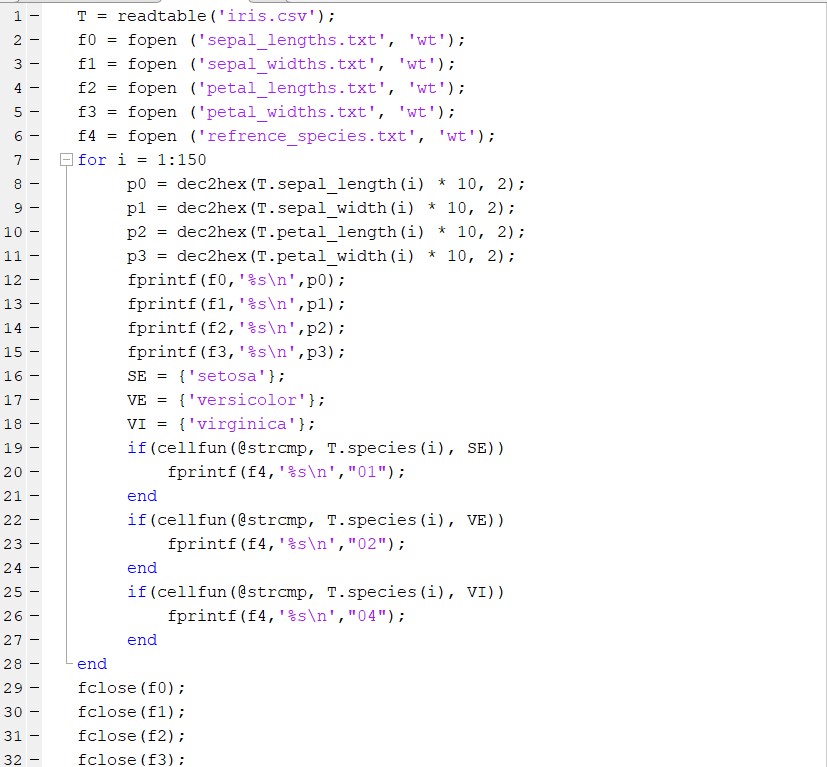 1 – T = readtable('iris.csv');
2 – f0 = fopen ('sepal_lengths.txt', 'wt');
3 – f1 = fopen ('sepal_widths.txt', 'wt');
4 – f2 = fopen ('petal_lengths.txt', 'wt');
5 – f3 = fopen ('petal_widths.txt', 'wt');
6 – f4 = fopen ('refrence_species.txt', 'wt');
7 – for i = 1:150
8 – p0 = dec2hex(T.sepal_length(i) * 10, 2);
9 – p1 = dec2hex(T.sepal_width(i) * 10, 2);
10 – p2 = dec2hex(T.petal_length(i) * 10, 2);
11 – p3 = dec2hex(T.petal_width(i) * 10, 2);
12 – fprintf(f0,'%s\n',p0);
13 – fprintf(f1,'%s\n',p1);
14 – fprintf(f2,'%s\n',p2);
15 – fprintf(f3,'%s\n',p3);
16 – SE = {'setosa'};
17 – VE = {'versicolor'};
18 – VI = {'virginica'};
19 – if(cellfun(@strcmp, T.species(i), SE))
20 – fprintf(f4,'%s\n',"01");
21 – end
22 – if(cellfun(@strcmp, T.species(i), VE))
23 – fprintf(f4,'%s\n',"02");
24 – end
25 – if(cellfun(@strcmp, T.species(i), VI))
26 – fprintf(f4,'%s\n',"04");
27 – end
28 – end
29 – fclose(f0);
30 – fclose(f1);
31 – fclose(f2);
32 – fclose(f3);